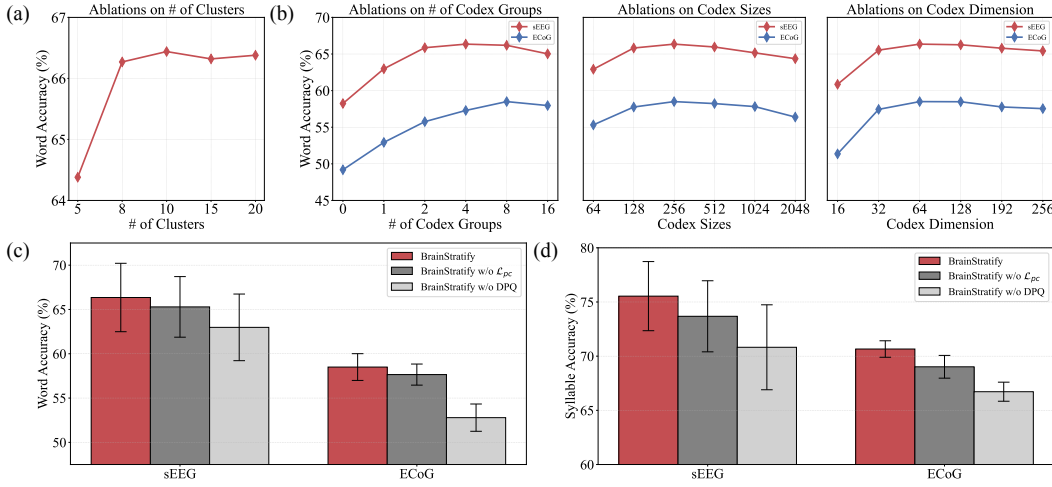 (a)
Ablations on # of Clusters
Word Accuracy (%)
67
66
65
64
5
8
10
15
20
# of Clusters
(b)
Ablations on # of Codex Groups
sEEG
ECoG
Word Accuracy (%)
70
65
60
55
50
45
0
1
2
4
8
16
# of Codex Groups
Ablations on Codex Sizes
sEEG
ECoG
64
128
256
512
1024
2048
Codex Sizes
Ablations on Codex Dimension
sEEG
ECoG
16
32
64
128
192
256
Codex Dimension
(c)
BrainStratify
BrainStratify w/o ℒpc
BrainStratify w/o DPQ
Word Accuracy (%)
70
65
60
55
50
sEEG
ECoG
(d)
BrainStratify
BrainStratify w/o ℒpc
BrainStratify w/o DPQ
Syllable Accuracy (%)
80
75
70
65
60
sEEG
ECoG